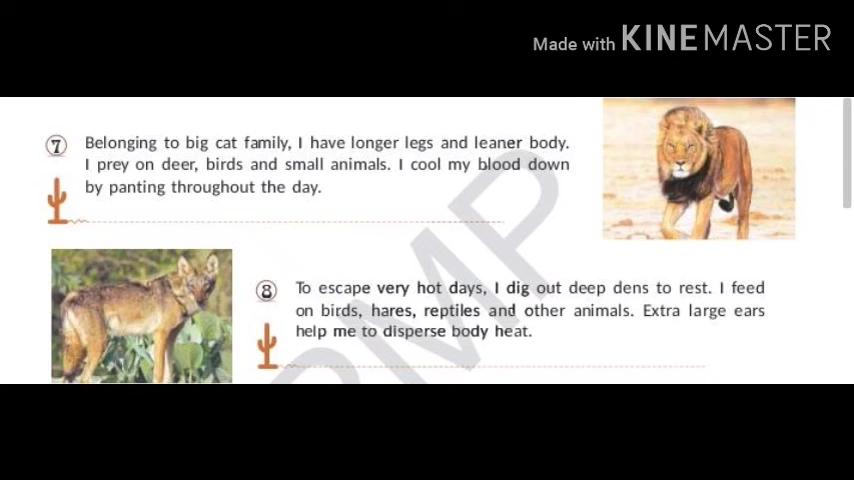 Made with KINEMASTER
7 Belonging to big cat family, I have longer legs and leaner body.
I prey on deer, birds and small animals. I cool my blood down
by panting throughout the day.
8 To escape very hot days, I dig out deep dens to rest. I feed
on birds, hares, reptiles and other animals. Extra large ears
help me to disperse body heat.